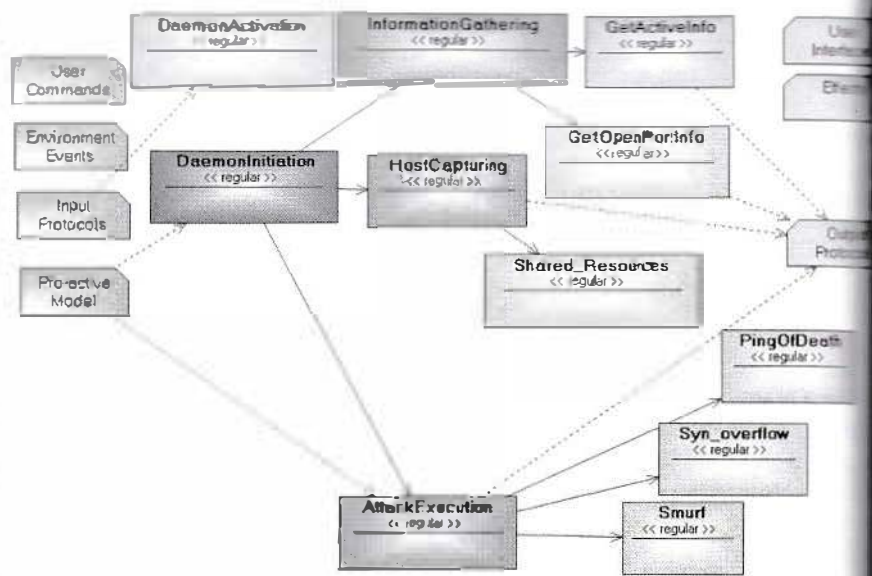 DaemonActivation
<< regular >>
InformationGathering
<< regular >>
GetActiveInfo
<< regular >>
User
User
Commands
Environment
Events
Input
Protocols
Pro-active
Model
DaemonInitiation
<< regular >>
HostCapturing
<< regular >>
GetOpenPortInfo
<< regular >>
Shared_Resources
<< regular >>
PingOfDeath
<< regular >>
Syn_overflow
<< regular >>
AttackExecution
<< regular >>
Smurf
<< regular >>